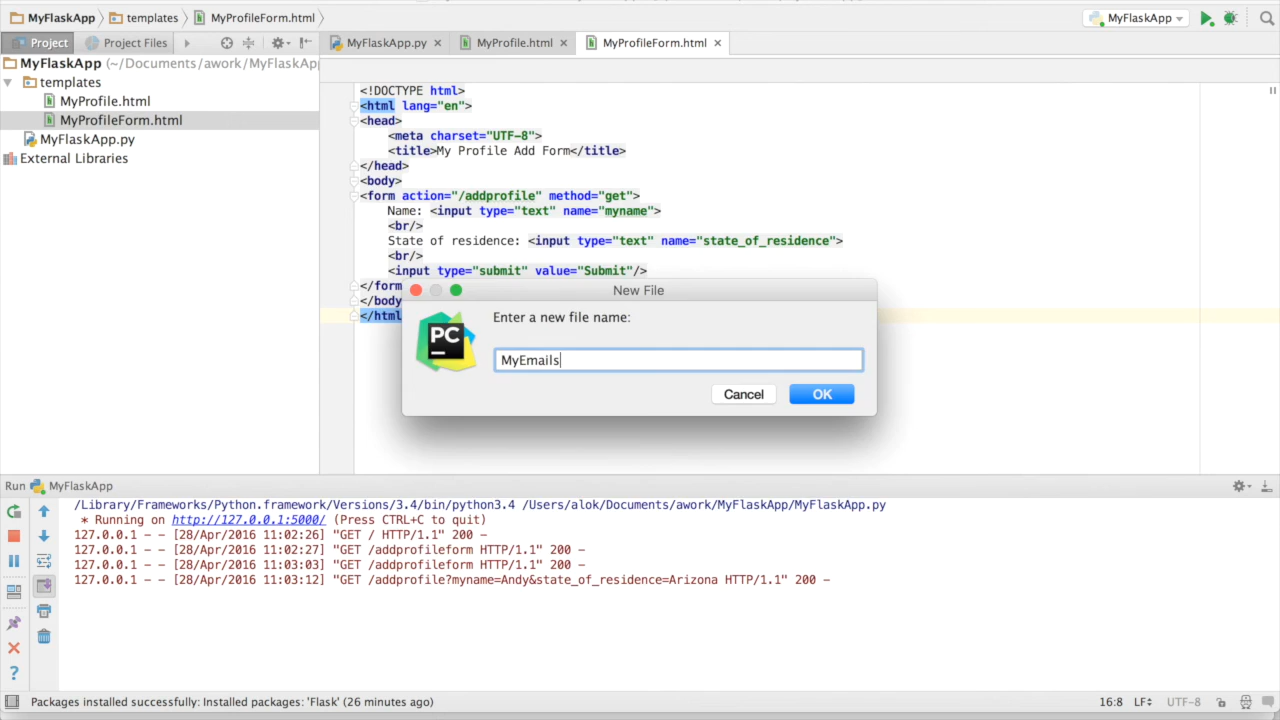 MyFlaskApp templates MyProfileForm.html MyFlaskApp
Project Project Files MyFlaskApp.py MyProfile.html MyProfileForm.html
MyFlaskApp (~/Documents/awork/MyFlaskApp
templates
MyProfile.html
MyProfileForm.html
MyFlaskApp.py
External Libraries
<!DOCTYPE html>
<html lang="en">
<head>
<meta charset="UTF-8">
<title>My Profile Add Form</title>
</head>
<body>
<form action="/addprofile" method="get">
Name: <input type="text" name="myname">
<br/>
State of residence: <input type="text" name="state_of_residence">
<br/>
<input type="submit" value="Submit"/>
</form
</body
</html
New File
PC
Enter a new file name:
MyEmails
Cancel OK
Run MyFlaskApp
/Library/Frameworks/Python.framework/Versions/3.4/bin/python3.4 /Users/alok/Documents/awork/MyFlaskApp/MyFlaskApp.py
* Running on http://127.0.0.1:5000/ (Press CTRL+C to quit)
127.0.0.1 - - [28/Apr/2016 11:02:26] "GET / HTTP/1.1" 200 -
127.0.0.1 - - [28/Apr/2016 11:02:27] "GET /addprofileform HTTP/1.1" 200 -
127.0.0.1 - - [28/Apr/2016 11:03:03] "GET /addprofileform HTTP/1.1" 200 -
127.0.0.1 - - [28/Apr/2016 11:03:12] "GET /addprofile?myname=Andy&state_of_residence=Arizona HTTP/1.1" 200 -
Packages installed successfully: Installed packages: 'Flask' (26 minutes ago) 16:8 LF UTF-8